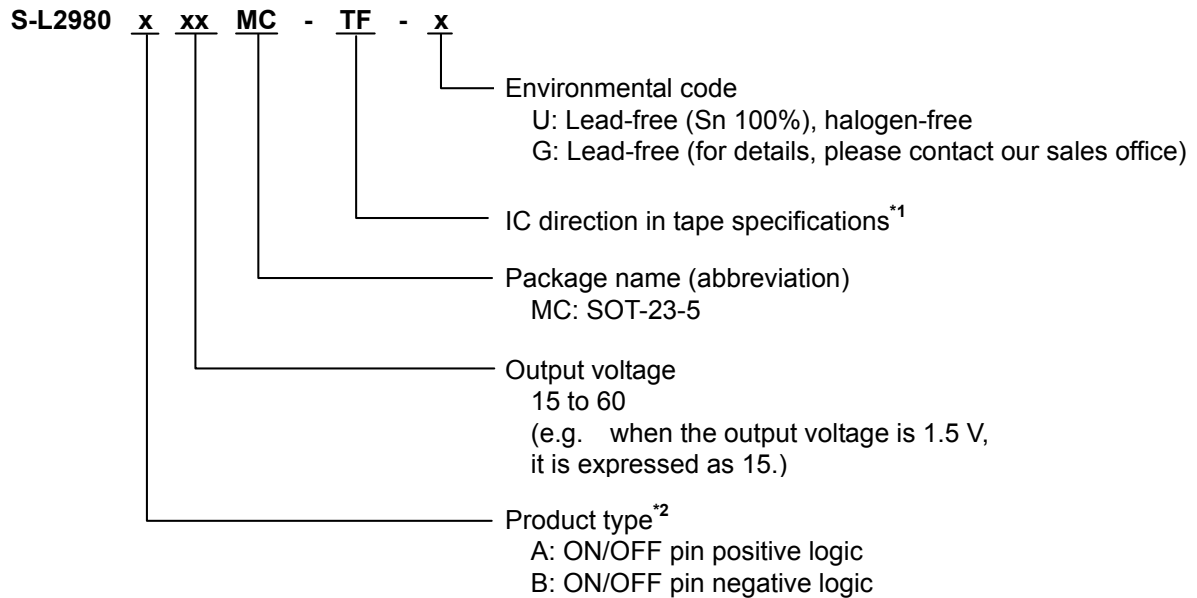 S-L2980 x xx MC - TF - x
Environmental code
U: Lead-free (Sn 100%), halogen-free
G: Lead-free (for details, please contact our sales office)
IC direction in tape specifications*1
Package name (abbreviation)
MC: SOT-23-5
Output voltage
15 to 60
(e.g. when the output voltage is 1.5 V,
it is expressed as 15.)
Product type*2
A: ON/OFF pin positive logic
B: ON/OFF pin negative logic